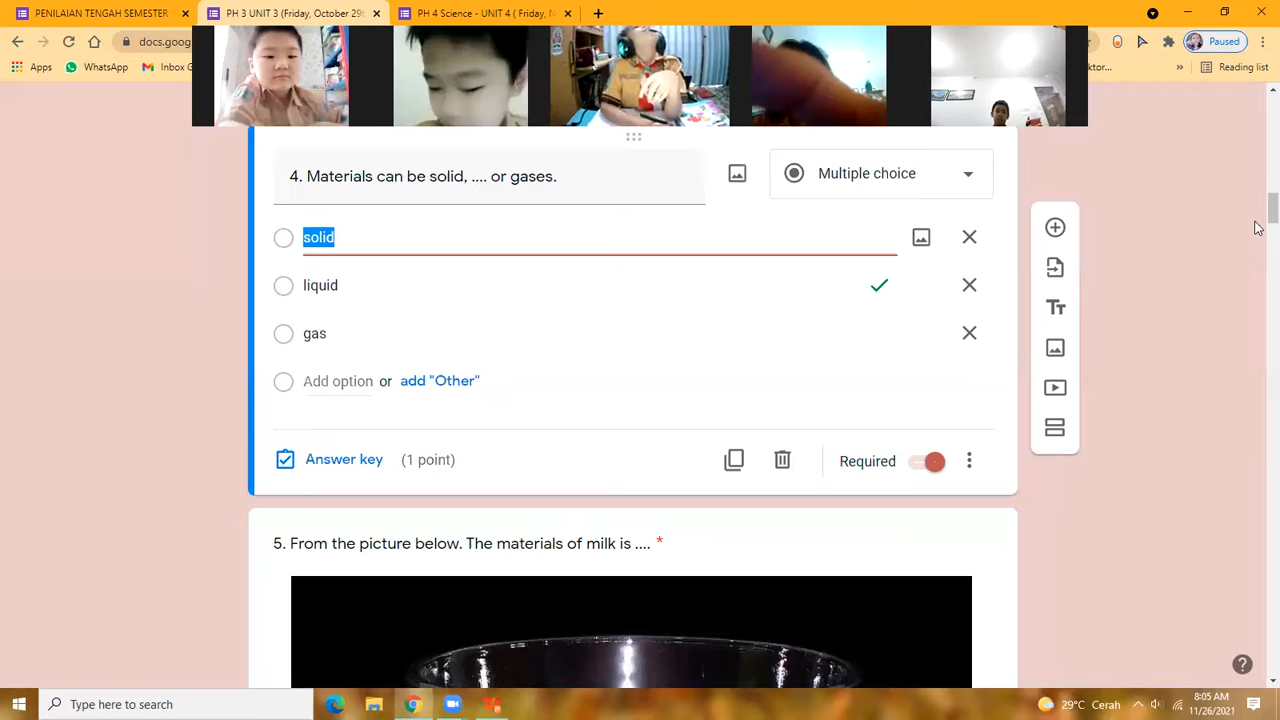 PENILAIAN TENGAH SEMESTER
PH 3 UNIT 3 (Friday, October 29t
PH 4 Science - UNIT 4 ( Friday, N
docs.goog
Paused
Apps
WhatsApp
Inbox G
ktor...
Reading list
4. Materials can be solid, .... or gases.
Multiple choice
solid
liquid
gas
Add option or add "Other"
Answer key (1 point)
Required
5. From the picture below. The materials of milk is .... *
Type here to search
29°C Cerah
8:05 AM
11/26/2021